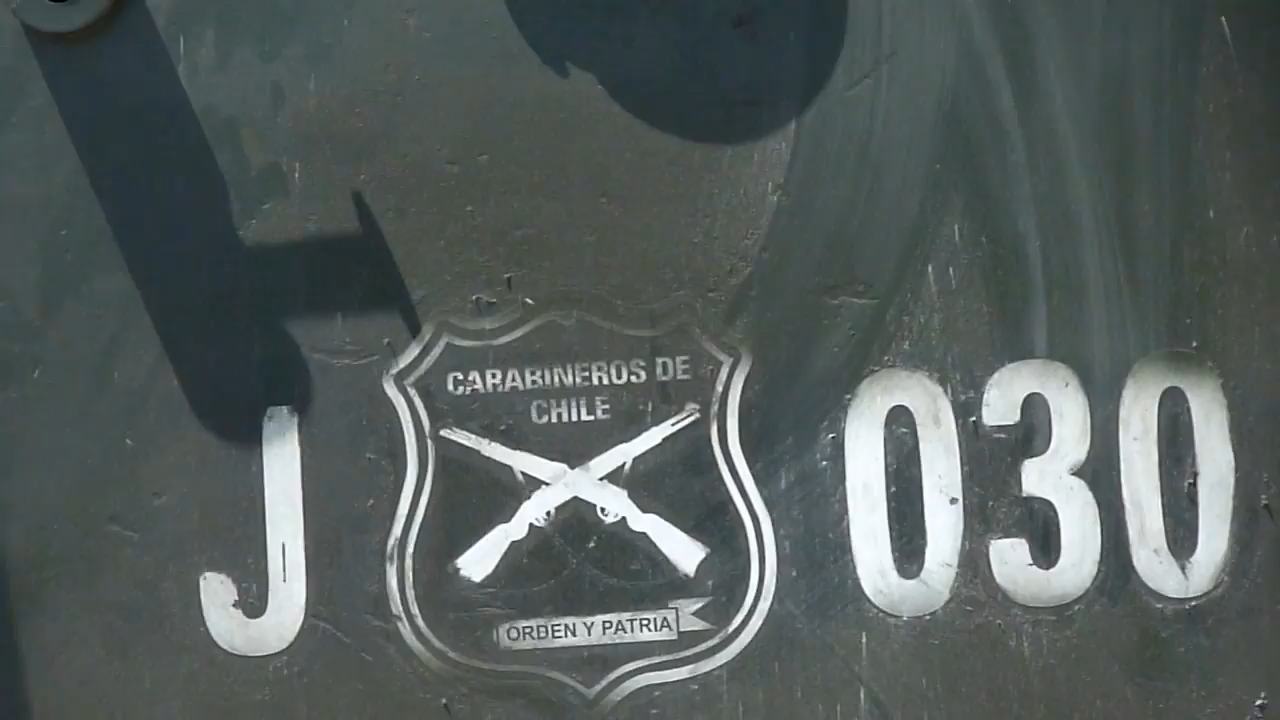 J
CARABINEROS DE
CHILE
ORDEN Y PATRIA
030